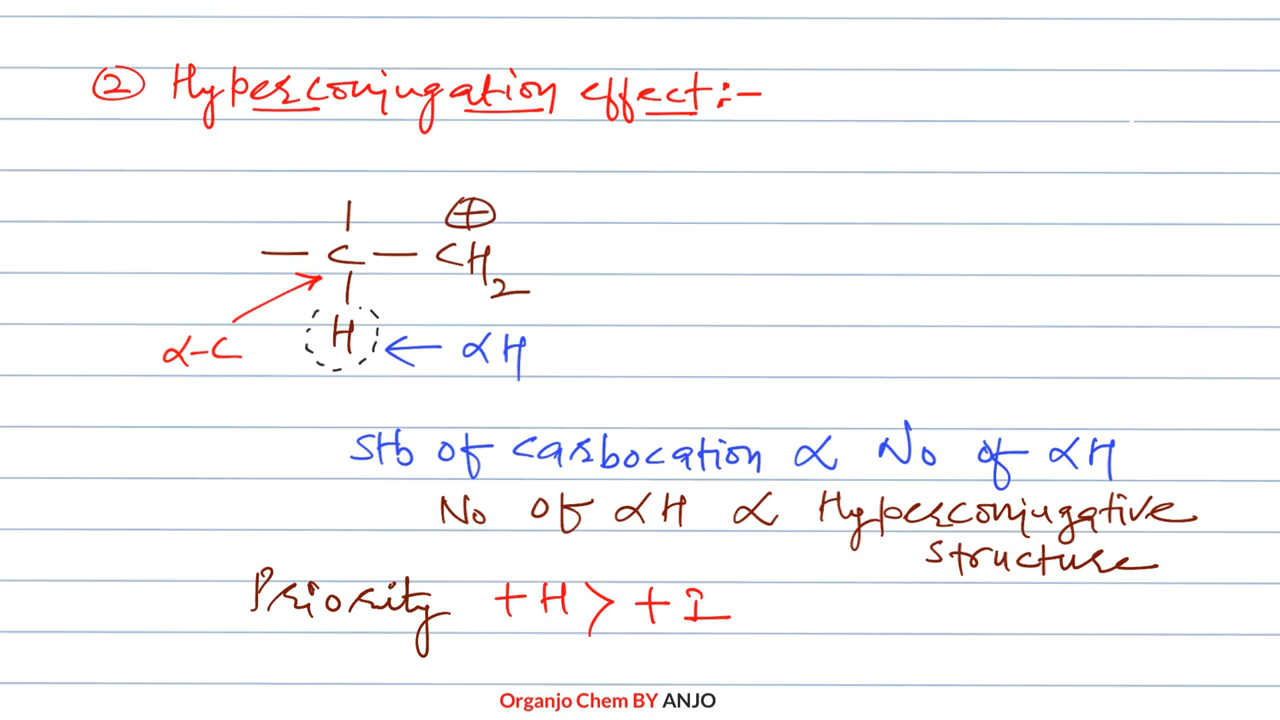 ② Hyperconjugation effect:-
⊕
— C — CH₂
H
α-C
← αH
Stb of carbocation ∝ No of αH
No of αH ∝ Hyperconjugative
structure
Priority +H > +I
Organjo Chem BY ANJO